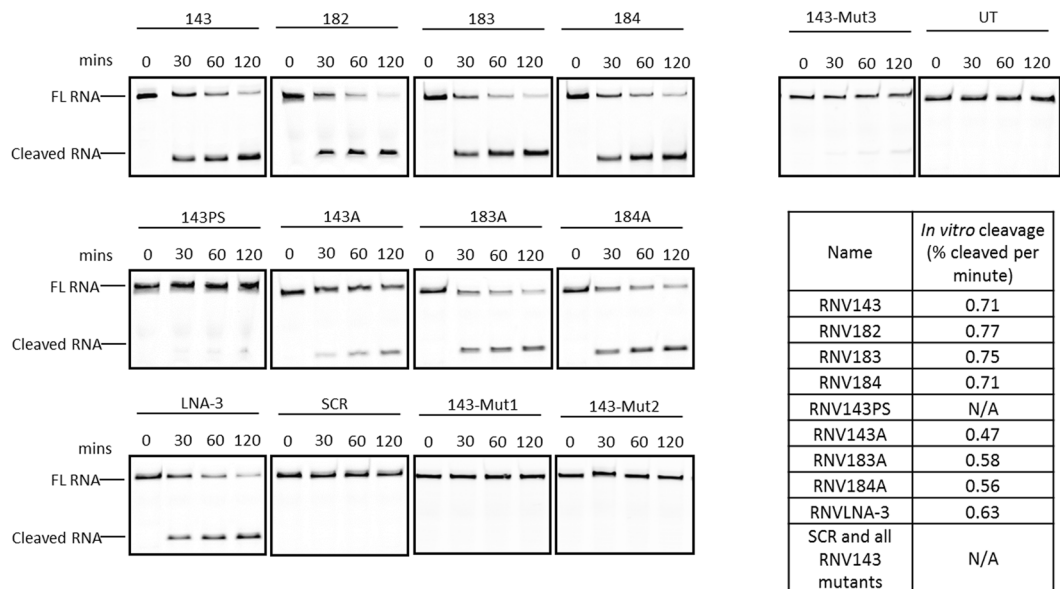 143 182 183 184 143-Mut3 UT
mins 0 30 60 120 0 30 60 120 0 30 60 120 0 30 60 120 0 30 60 120 0 30 60 120
FL RNA
Cleaved RNA
143PS 143A 183A 184A
mins 0 30 60 120 0 30 60 120 0 30 60 120 0 30 60 120
FL RNA
Cleaved RNA
LNA-3 SCR 143-Mut1 143-Mut2
mins 0 30 60 120 0 30 60 120 0 30 60 120 0 30 60 120
FL RNA
Cleaved RNA
Name In vitro cleavage
(% cleaved per
minute)
RNV143 0.71
RNV182 0.77
RNV183 0.75
RNV184 0.71
RNV143PS N/A
RNV143A 0.47
RNV183A 0.58
RNV184A 0.56
RNVLNA-3 0.63
SCR and all
RNV143 N/A
mutants